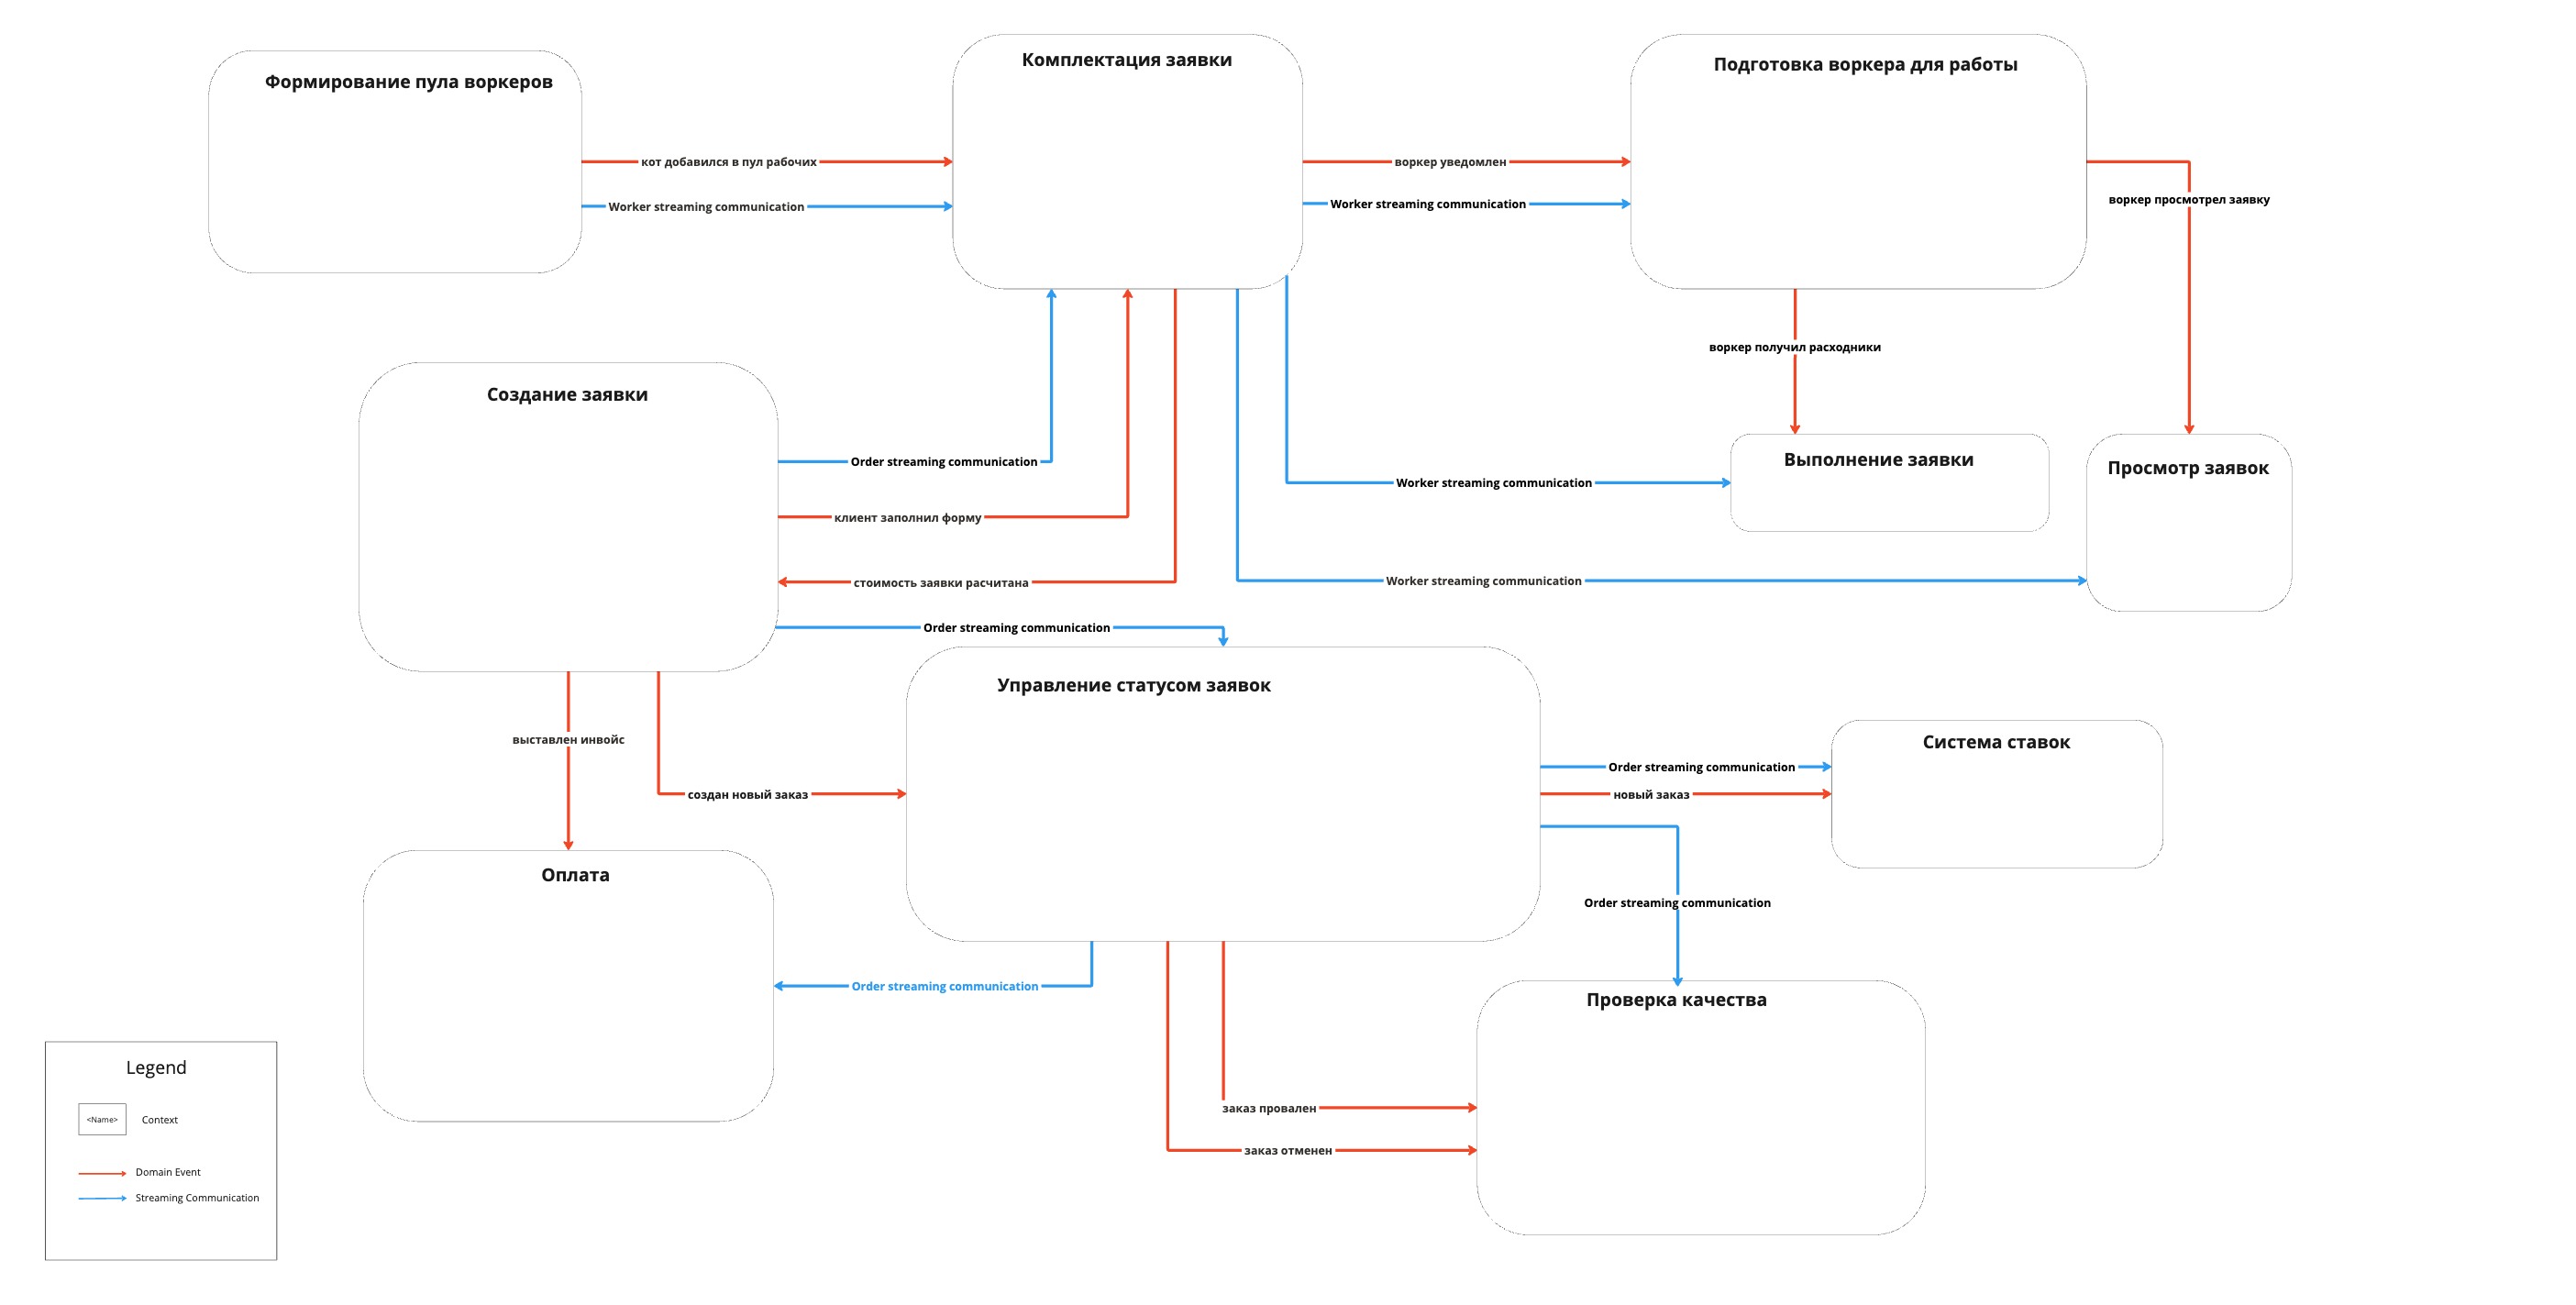 Формирование пула воркеров
Комплектация заявки
Подготовка воркера для работы
кот добавился в пул рабочих
Worker streaming communication
воркер уведомлен
Worker streaming communication
воркер просмотрел заявку
воркер получил расходники
Создание заявки
Order streaming communication
клиент заполнил форму
стоимость заявки расчитана
Order streaming communication
Worker streaming communication
Worker streaming communication
Выполнение заявки
Просмотр заявок
выставлен инвойс
создан новый заказ
Управление статусом заявок
Order streaming communication
новый заказ
Система ставок
Order streaming communication
Оплата
Order streaming communication
Проверка качества
заказ провален
заказ отменен
Legend
<Name>
Context
Domain Event
Streaming Communication